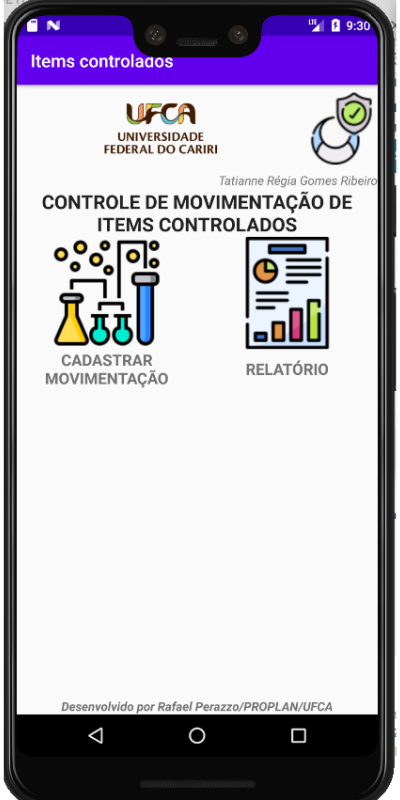 LTE 9:30
Items controlados
UFCA
UNIVERSIDADE
FEDERAL DO CARIRI
Tatianne Régia Gomes Ribeiro
CONTROLE DE MOVIMENTAÇÃO DE
ITEMS CONTROLADOS
CADASTRAR
MOVIMENTAÇÃO
RELATÓRIO
Desenvolvido por Rafael Perazzo/PROPLAN/UFCA